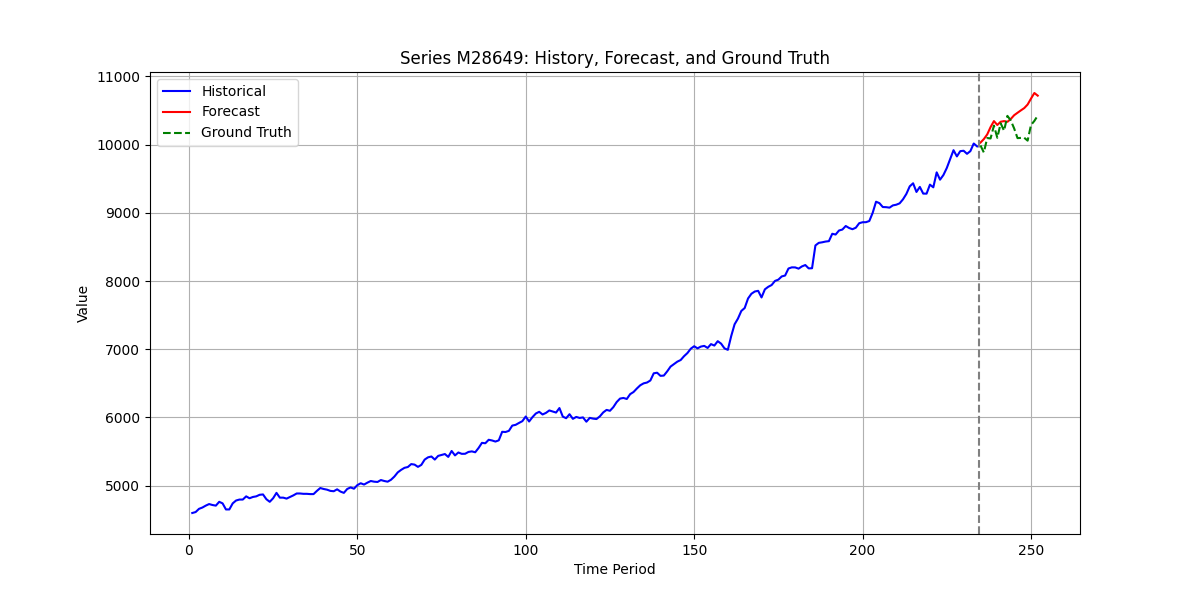 Series M28649: History, Forecast, and Ground Truth
11000
10000
9000
8000
7000
6000
5000
Value
Historical
Forecast
Ground Truth
0
50
100
150
200
250
Time Period